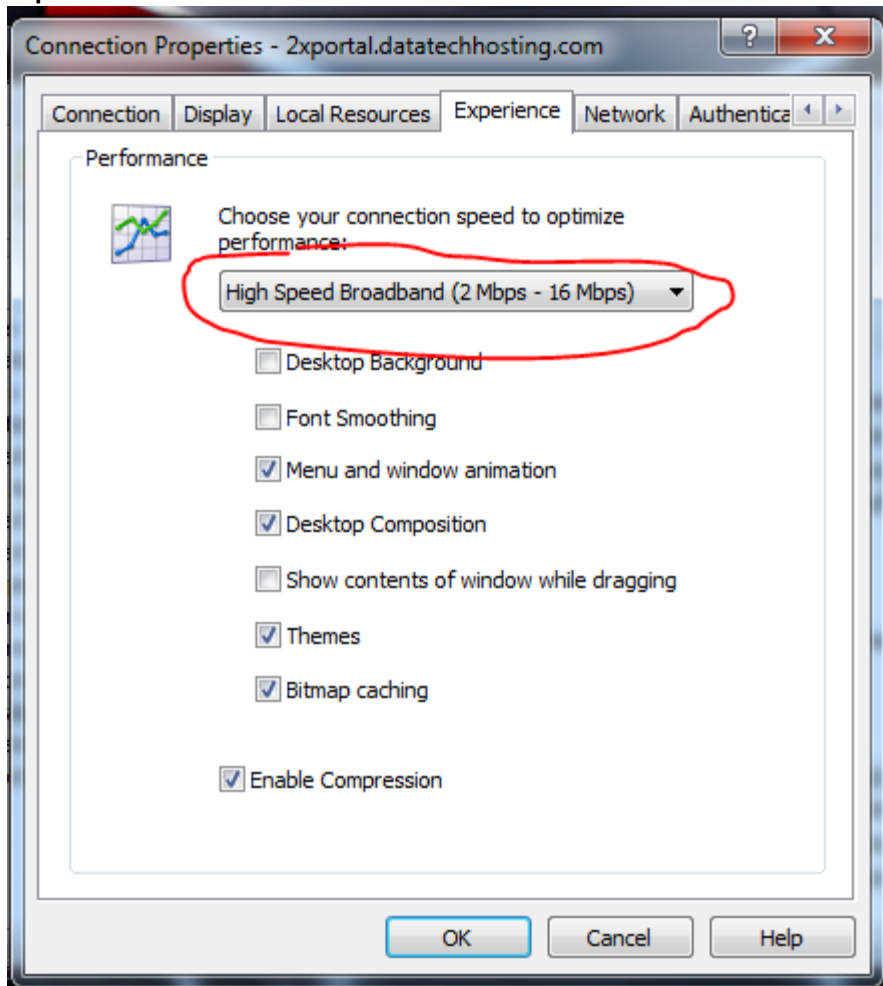 Connection Properties - 2xportal.datatechhosting.com
?
X
Connection Display Local Resources Experience Network Authentica
Performance
Choose your connection speed to optimize
performance:
High Speed Broadband (2 Mbps - 16 Mbps)
Desktop Background
Font Smoothing
Menu and window animation
Desktop Composition
Show contents of window while dragging
Themes
Bitmap caching
Enable Compression
OK Cancel Help